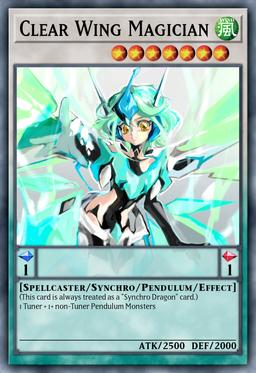 Clear Wing Magician
嵐
1 1
[Spellcaster/Synchro/Pendulum/Effect]
(This card is always treated as a "Synchro Dragon" card.)
1 Tuner + 1+ non-Tuner Pendulum Monsters
ATK/2500 DEF/2000